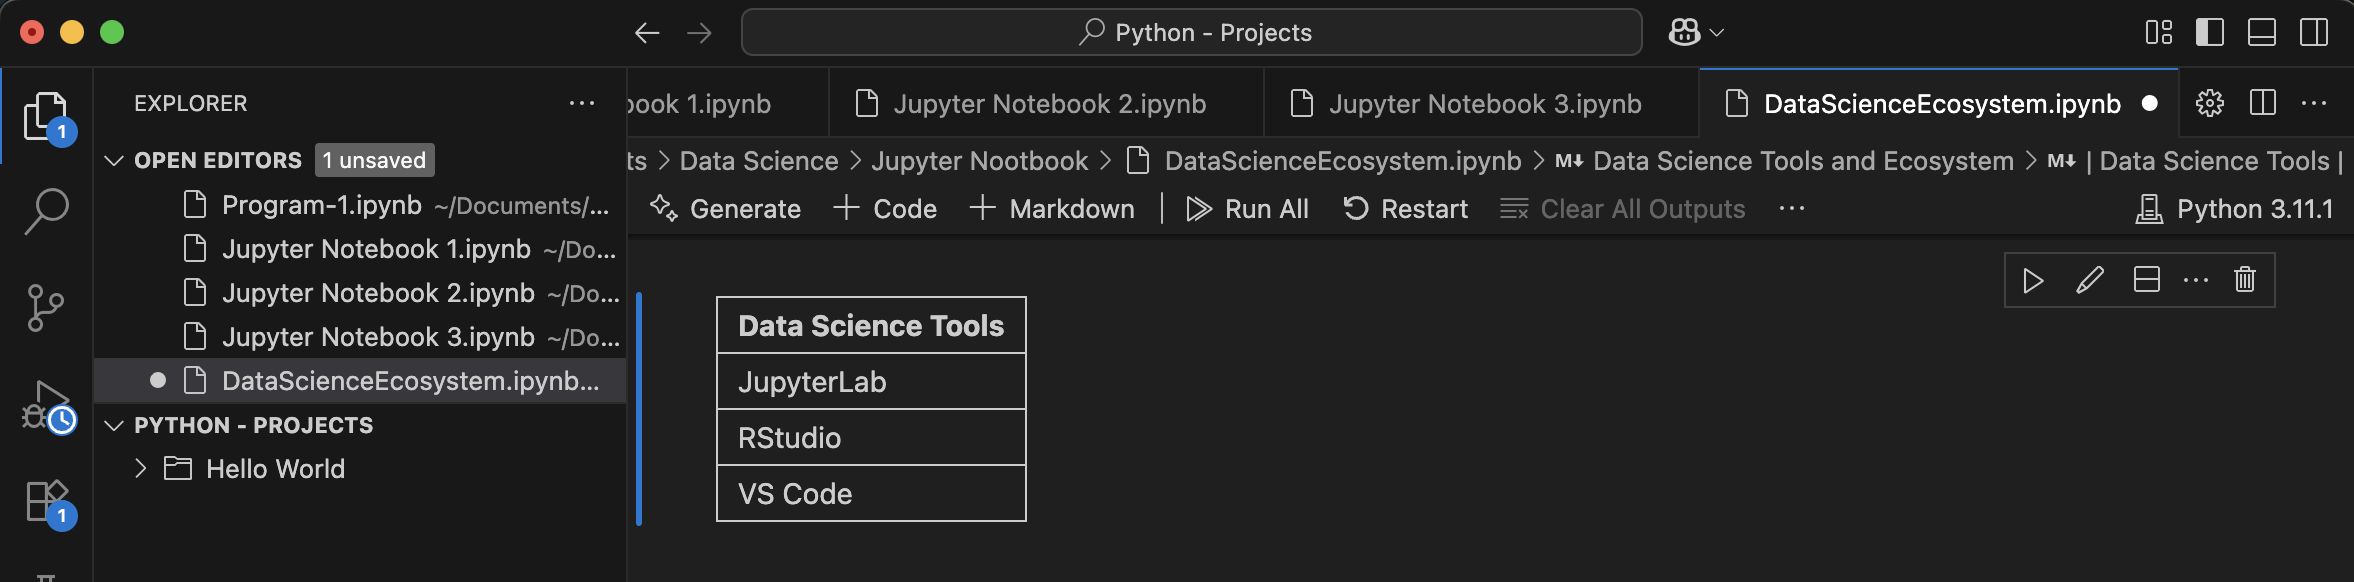 Python - Projects
EXPLORER
OPEN EDITORS 1 unsaved
Program-1.ipynb ~/Documents/...
Jupyter Notebook 1.ipynb ~/Do...
Jupyter Notebook 2.ipynb ~/Do...
Jupyter Notebook 3.ipynb ~/Do...
DataScienceEcosystem.ipynb...
PYTHON - PROJECTS
Hello World
1
1
book 1.ipynb Jupyter Notebook 2.ipynb Jupyter Notebook 3.ipynb DataScienceEcosystem.ipynb
ts > Data Science > Jupyter Nootbook > DataScienceEcosystem.ipynb > M↓ Data Science Tools and Ecosystem > M↓ | Data Science Tools |
Generate + Code + Markdown | Run All Restart Clear All Outputs ... Python 3.11.1
Data Science Tools
JupyterLab
RStudio
VS Code